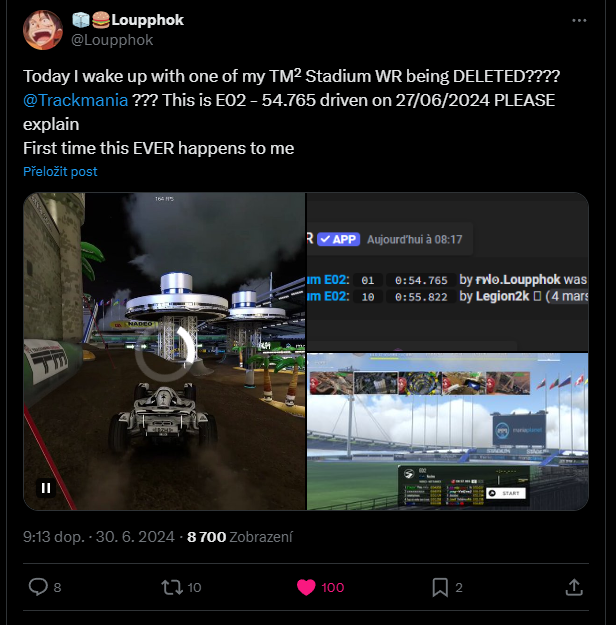 🧊🍔Loupphok
@Loupphok
Today I wake up with one of my TM² Stadium WR being DELETED????
@Trackmania ??? This is E02 - 54.765 driven on 27/06/2024 PLEASE
explain
First time this EVER happens to me
Přeložit post
164 FPS
NADEO
R ✓ APP Aujourd'hui à 08:17
um E02: 01 0:54.765 by .Loupphok was
um E02: 10 0:55.822 by Legion2k (4 mars
maniaplanet
STADIUM
E02
START
9:13 dop. · 30. 6. 2024 · 8 700 Zobrazení
8 10 100 2